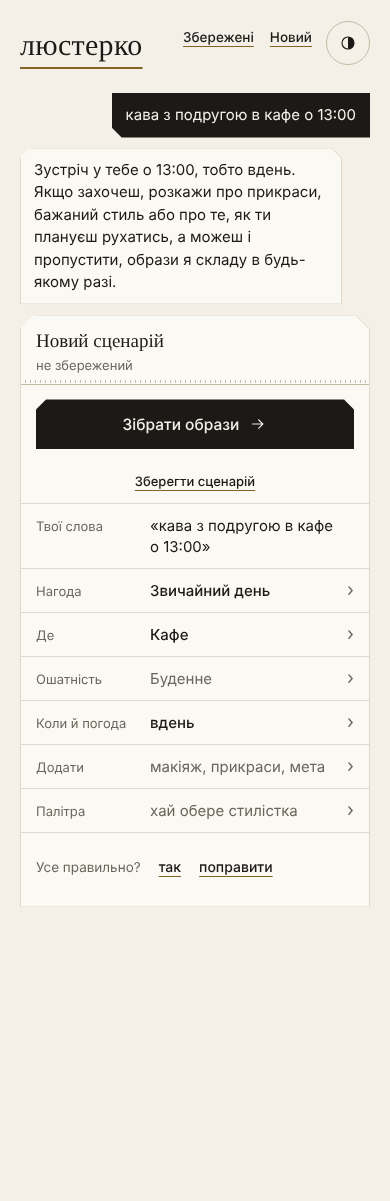 люстерко
Збережені Новий
кава з подругою в кафе о 13:00
Зустріч у тебе о 13:00, тобто вдень.
Якщо захочеш, розкажи про прикраси,
бажаний стиль або про те, як ти
плануєш рухатись, а можеш і
пропустити, образи я складу в будь-
якому разі.
Новий сценарій
не збережений
Зібрати образи →
Зберегти сценарій
Твої слова «кава з подругою в кафе
о 13:00»
Нагода Звичайний день ›
Де Кафе ›
Ошатність Буденне ›
Коли й погода вдень ›
Додати макіяж, прикраси, мета ›
Палітра хай обере стилістка ›
Усе правильно? так поправити